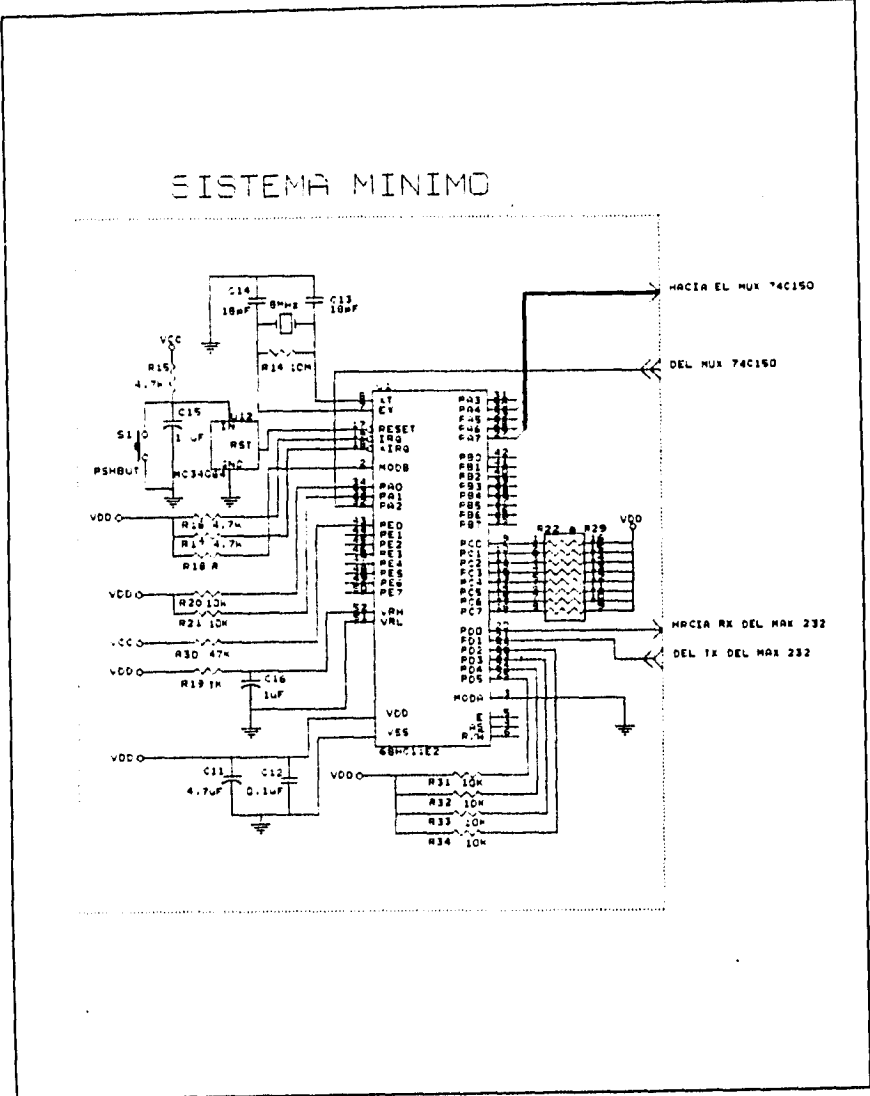 SISTEMA MINIMO
HACIA EL MUX 74C150
DEL MUX 74C150
C14
18pF
8MHz
C13
18pF
R14 10M
VCC
R15
4.7K
C15
U12
IN
RST
GND
S1
PSHBUT
MC34064
XT
EX
RESET
IRQ
XIRQ
MODB
PA0
PA1
PA2
PE0
PE1
PE2
PE3
PE4
PE5
PE6
PE7
VRH
VRL
VDD
VSS
68HC11E2
PA3
PA4
PA5
PA6
PA7
PB0
PB1
PB2
PB3
PB4
PB5
PB6
PB7
PC0
PC1
PC2
PC3
PC4
PC5
PC6
PC7
PD0
PD1
PD2
PD3
PD4
PD5
MODA
E
AS
R/W
R22
R29
VDD
HACIA RX DEL MAX 232
DEL TX DEL MAX 232
VDD
R16 4.7K
R17 4.7K
R18
VDD
R20 10K
R21 10K
VCC
R30 47K
VDD
R19 1K
C16
1uF
VDD
C11
4.7uF
C12
0.1uF
VDD
R31 10K
R32 10K
R33 10K
R34 10K